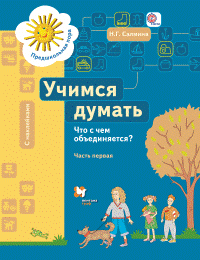 Предшкольная пора
Н.Г. Салмина
С наклейками
Учимся
думать
Что с чем
объединяется?
Часть первая